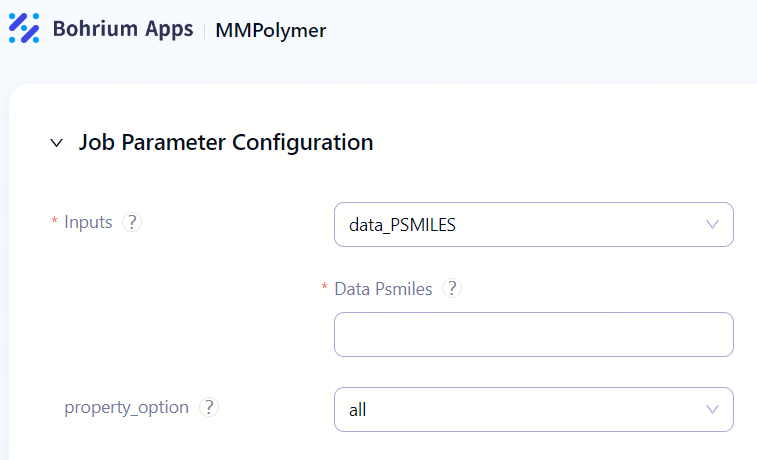 Bohrium Apps | MMPolymer
Job Parameter Configuration
* Inputs ?
data_PSMILES
* Data Psmiles ?
property_option ?
all